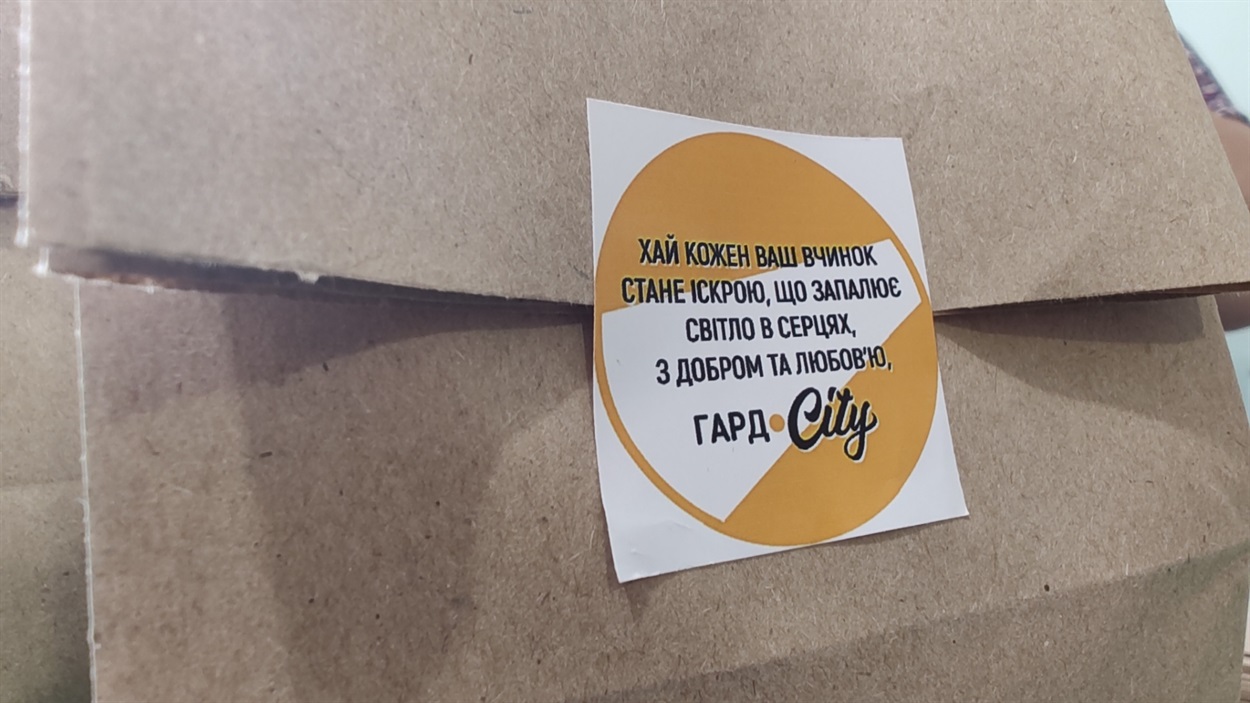 ХАЙ КОЖЕН ВАШ ВЧИНОК
СТАНЕ ІСКРОЮ, ЩО ЗАПАЛЮЄ
СВІТЛО В СЕРЦЯХ,
З ДОБРОМ ТА ЛЮБОВ'Ю,
ГАРД•City